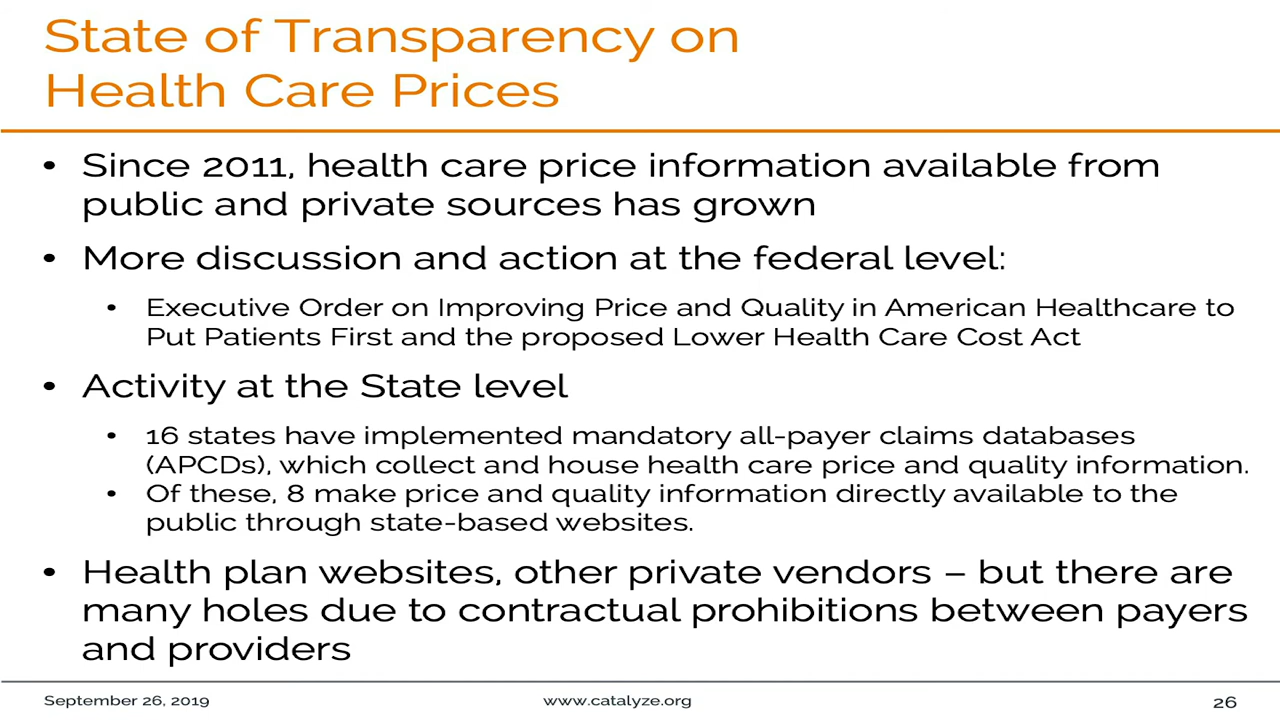 State of Transparency on
Health Care Prices
• Since 2011, health care price information available from
public and private sources has grown
• More discussion and action at the federal level:
• Executive Order on Improving Price and Quality in American Healthcare to
Put Patients First and the proposed Lower Health Care Cost Act
• Activity at the State level
• 16 states have implemented mandatory all-payer claims databases
(APCDs), which collect and house health care price and quality information.
• Of these, 8 make price and quality information directly available to the
public through state-based websites.
• Health plan websites, other private vendors – but there are
many holes due to contractual prohibitions between payers
and providers
September 26, 2019 www.catalyze.org 26